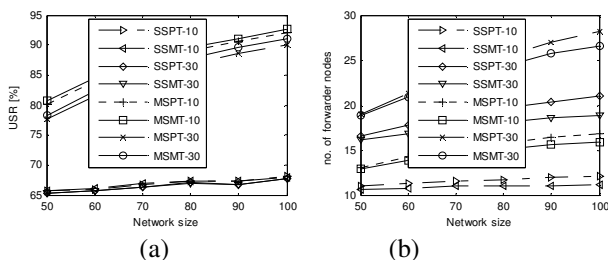 USR [%]
95
90
85
80
75
70
65
50
60
70
80
90
100
Network size
SSPT-10
SSMT-10
SSPT-30
SSMT-30
MSPT-10
MSMT-10
MSPT-30
MSMT-30
(a)
no. of forwarder nodes
30
25
20
15
10
50
60
70
80
90
100
Network size
SSPT-10
SSMT-10
SSPT-30
SSMT-30
MSPT-10
MSMT-10
MSPT-30
MSMT-30
(b)